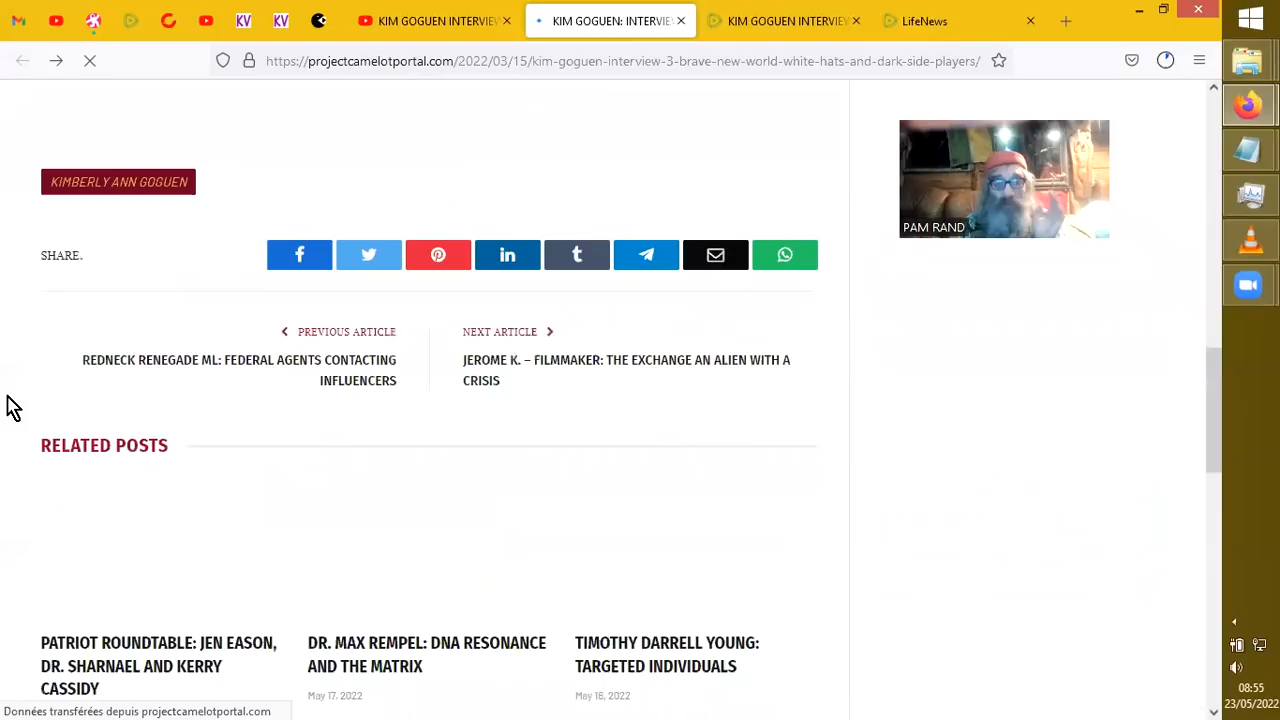 KV
KV
KIM GOGUEN INTERVIEW
KIM GOGUEN: INTERVIE
KIM GOGUEN INTERVIEW
LifeNews
https://projectcamelotportal.com/2022/03/15/kim-goguen-interview-3-brave-new-world-white-hats-and-dark-side-players/
KIMBERLY ANN GOGUEN
PAM RAND
SHARE.
PREVIOUS ARTICLE
REDNECK RENEGADE ML: FEDERAL AGENTS CONTACTING
INFLUENCERS
NEXT ARTICLE
JEROME K. – FILMMAKER: THE EXCHANGE AN ALIEN WITH A
CRISIS
RELATED POSTS
PATRIOT ROUNDTABLE: JEN EASON,
DR. SHARNAEL AND KERRY
CASSIDY
DR. MAX REMPEL: DNA RESONANCE
AND THE MATRIX
May 17, 2022
TIMOTHY DARRELL YOUNG:
TARGETED INDIVIDUALS
May 16, 2022
Données transférées depuis projectcamelotportal.com
08:55
23/05/2022